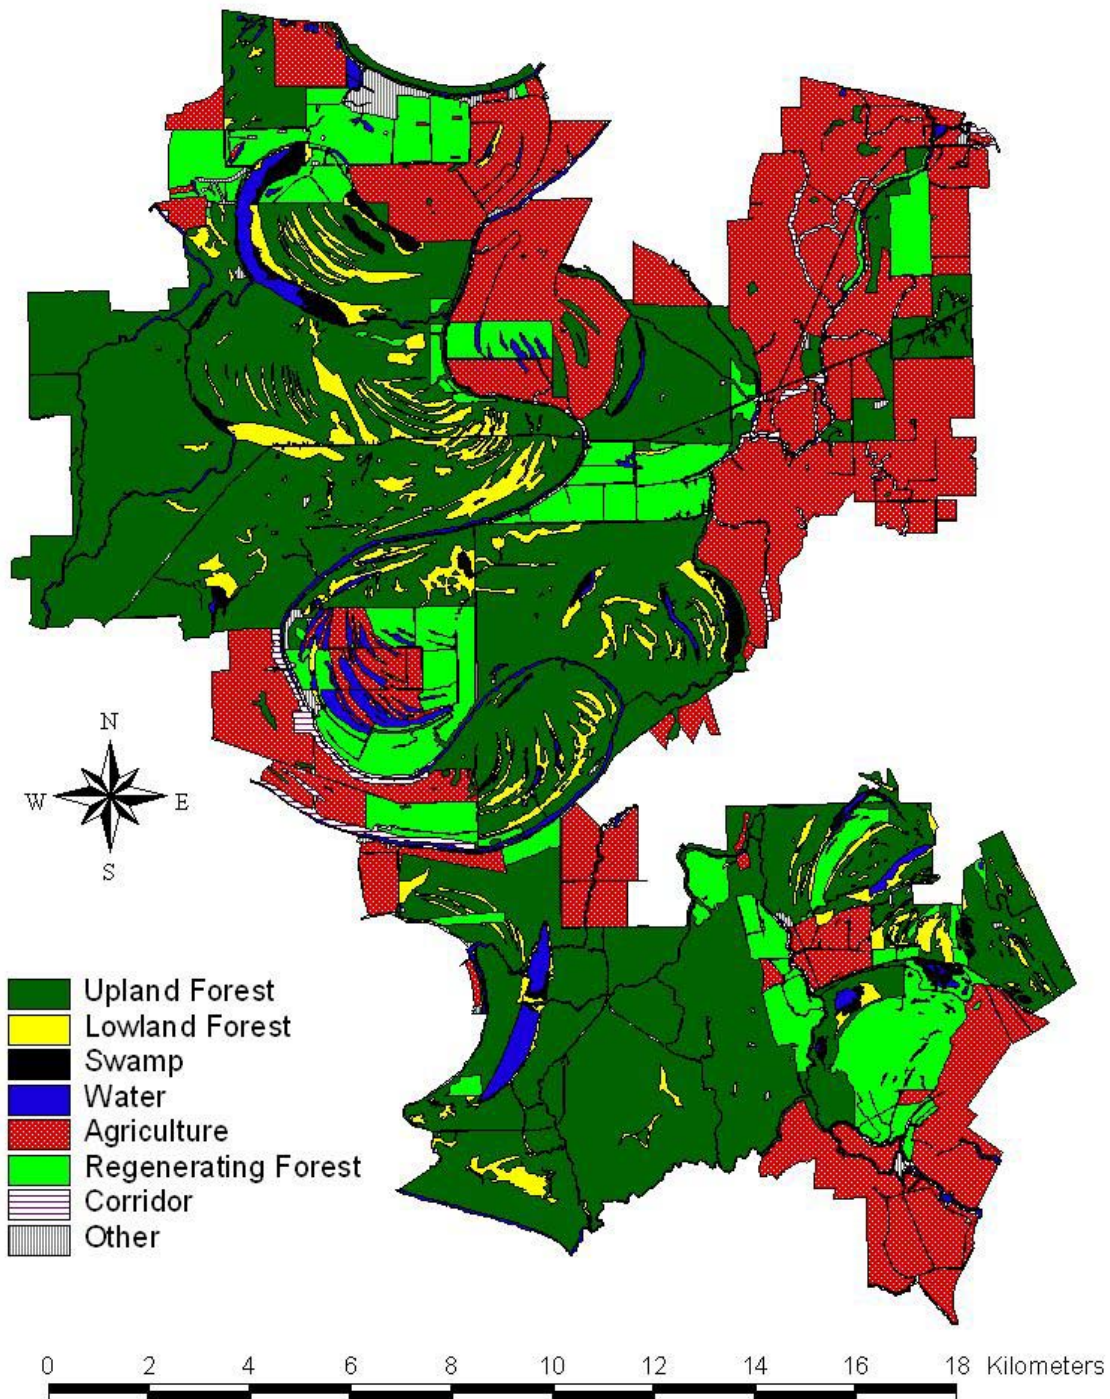 N
W E
S
Upland Forest
Lowland Forest
Swamp
Water
Agriculture
Regenerating Forest
Corridor
Other
0 2 4 6 8 10 12 14 16 18 Kilometers